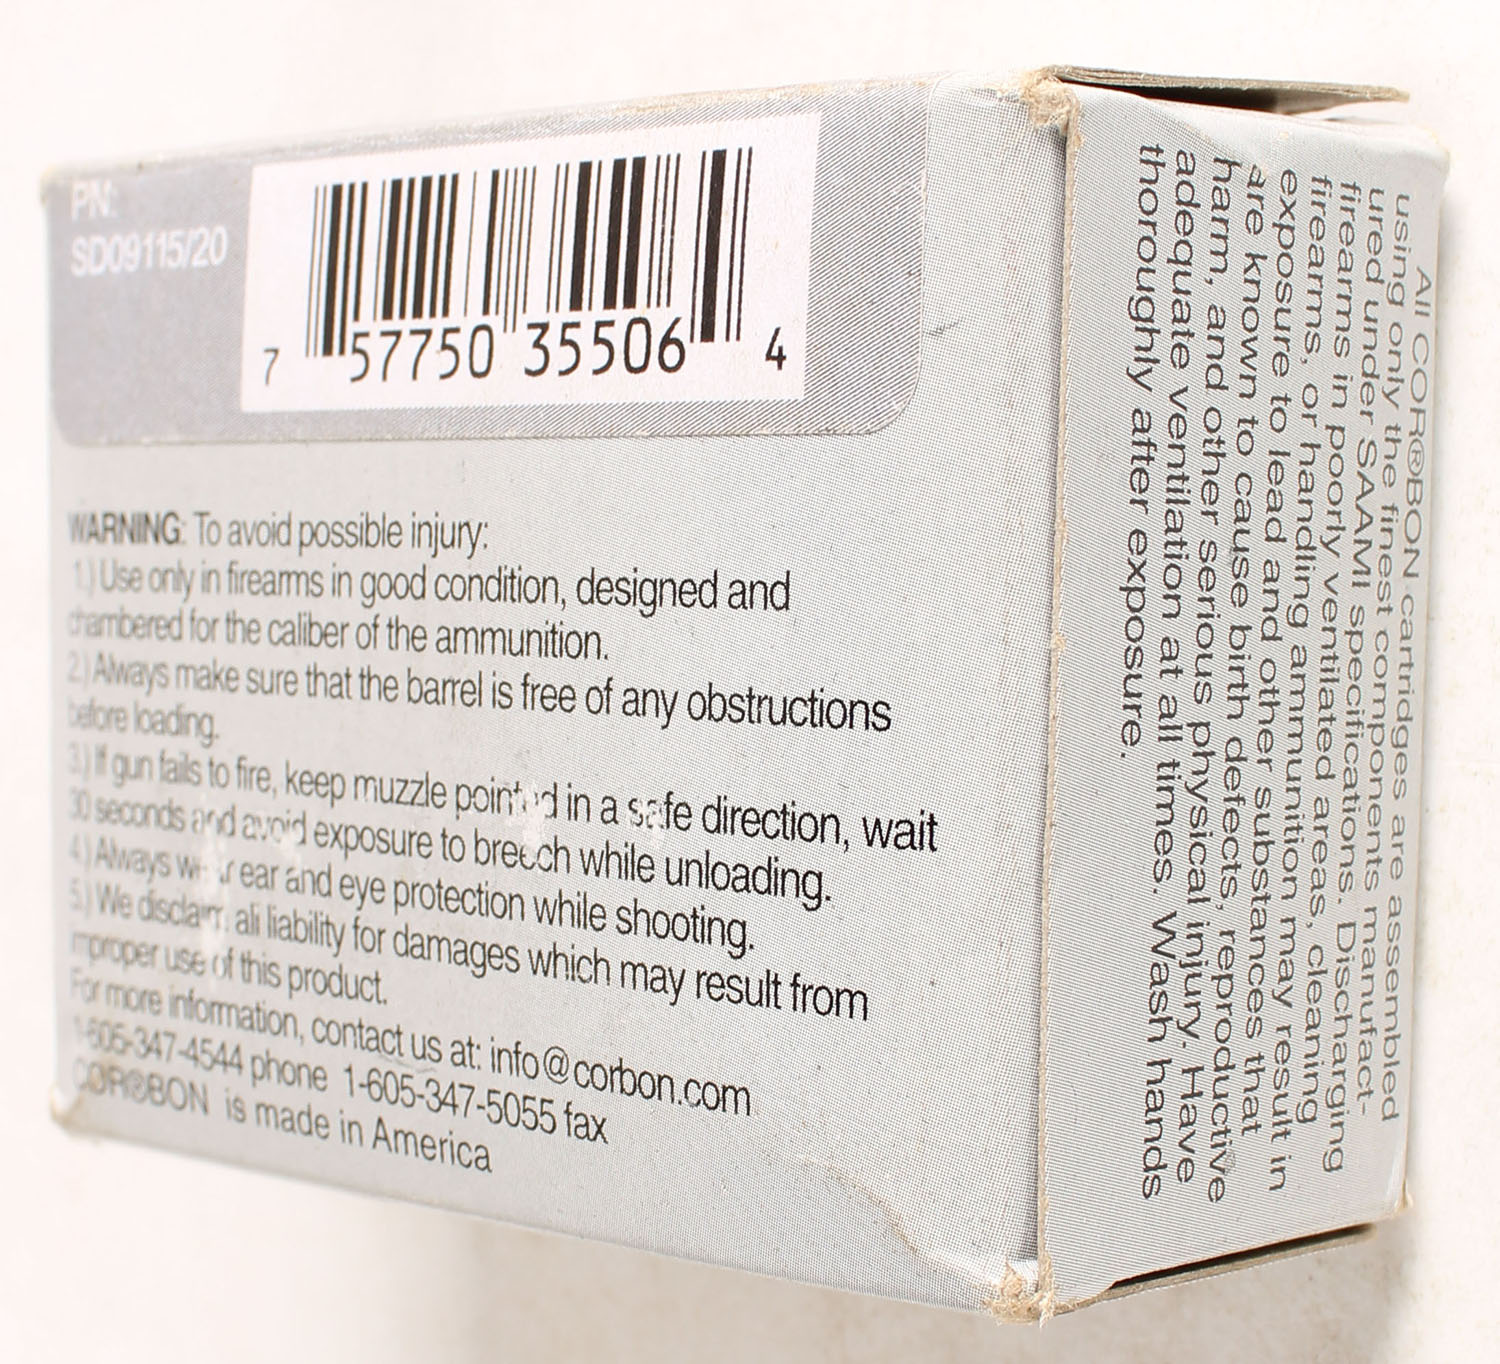 PN:
SD09115/20
7 57750 35506 4
WARNING: To avoid possible injury:
1.) Use only in firearms in good condition, designed and
chambered for the caliber of the ammunition.
2.) Always make sure that the barrel is free of any obstructions
before loading.
3.) If gun fails to fire, keep muzzle pointed in a safe direction, wait
30 seconds and avoid exposure to breech while unloading.
4.) Always wear ear and eye protection while shooting.
5.) We disclaim all liability for damages which may result from
improper use of this product.
For more information, contact us at: info@corbon.com
1-605-347-4544 phone 1-605-347-5055 fax
COR®BON is made in America
All COR®BON cartridges are assembled
using only the finest components manufact-
ured under SAAMI specifications. Discharging
firearms in poorly ventilated areas, cleaning
firearms, or handling ammunition may result in
exposure to lead and other substances that
are known to cause birth defects, reproductive
harm, and other serious physical injury. Have
adequate ventilation at all times. Wash hands
thoroughly after exposure.